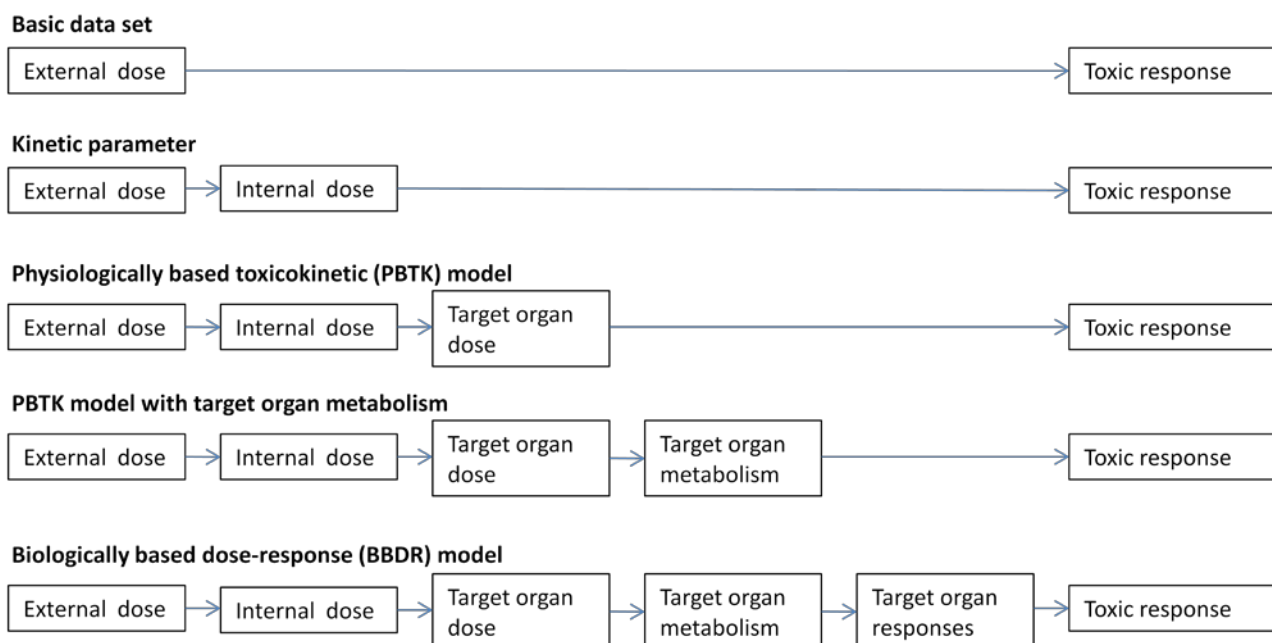 Basic data set
External dose
Toxic response
Kinetic parameter
External dose
Internal dose
Toxic response
Physiologically based toxicokinetic (PBTK) model
External dose
Internal dose
Target organ
dose
Toxic response
PBTK model with target organ metabolism
External dose
Internal dose
Target organ
dose
Target organ
metabolism
Toxic response
Biologically based dose-response (BBDR) model
External dose
Internal dose
Target organ
dose
Target organ
metabolism
Target organ
responses
Toxic response